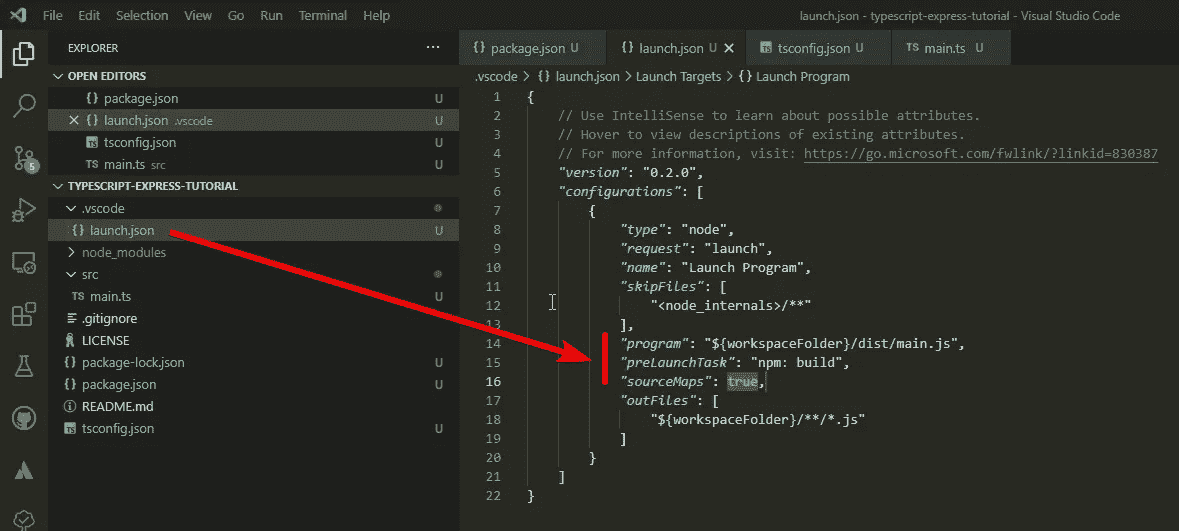 File Edit Selection View Go Run Terminal Help launch.json - typescript-express-tutorial - Visual Studio Code
EXPLORER ...
OPEN EDITORS
{} package.json U
{} launch.json .vscode U
tsconfig.json U
TS main.ts src U
TYPESCRIPT-EXPRESS-TUTORIAL
.vscode
{} launch.json U
node_modules
src
TS main.ts U
.gitignore
LICENSE
{} package-lock.json U
{} package.json U
README.md
tsconfig.json U
5
{} package.json U {} launch.json U tsconfig.json U TS main.ts U
.vscode > {} launch.json > Launch Targets > {} Launch Program
1 {
2 // Use IntelliSense to learn about possible attributes.
3 // Hover to view descriptions of existing attributes.
4 // For more information, visit: https://go.microsoft.com/fwlink/?linkid=830387
5 "version": "0.2.0",
6 "configurations": [
7 {
8 "type": "node",
9 "request": "launch",
10 "name": "Launch Program",
11 "skipFiles": [
12 "<node_internals>/**"
13 ],
14 "program": "${workspaceFolder}/dist/main.js",
15 "preLaunchTask": "npm: build",
16 "sourceMaps": true,
17 "outFiles": [
18 "${workspaceFolder}/**/*.js"
19 ]
20 }
21 ]
22 }